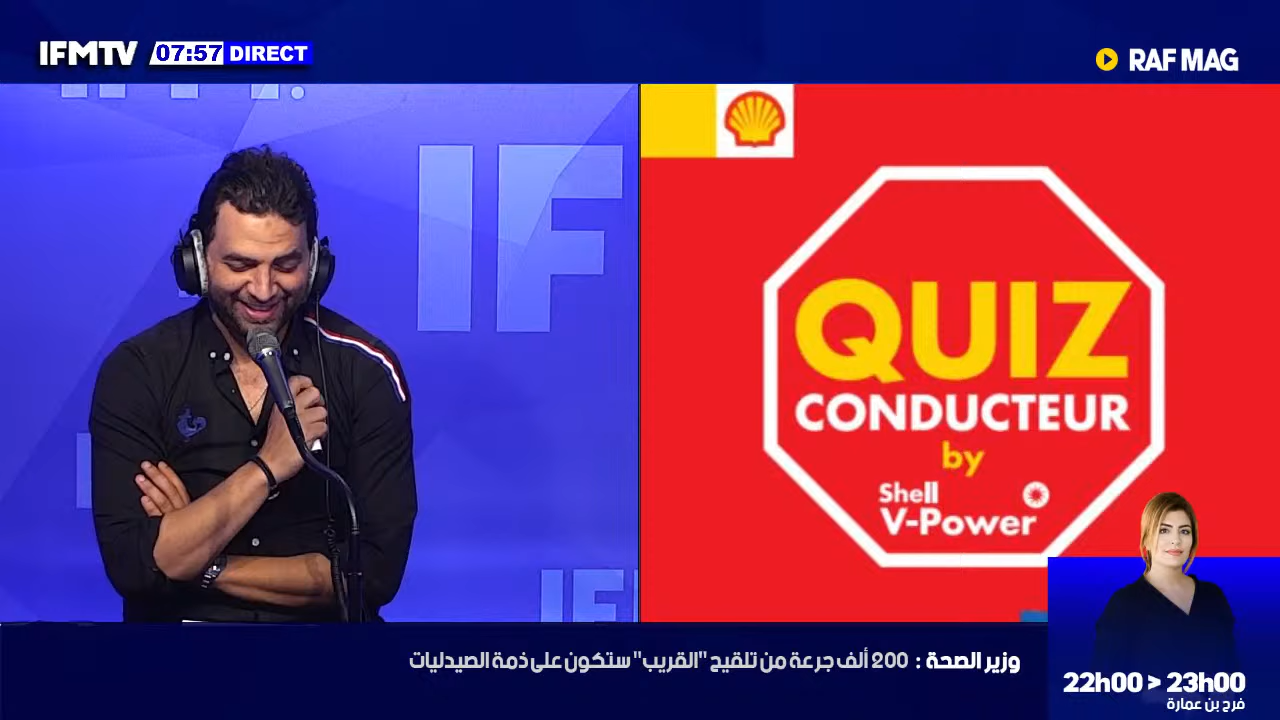 IFMTV 07:57 DIRECT
RAF MAG
IF
QUIZ
CONDUCTEUR
by
Shell
V-Power
وزير الصحة : 200 ألف جرعة من تلقيح "القريب" ستكون على ذمة الصيدليات
22h00 > 23h00
فرح بن عمارة